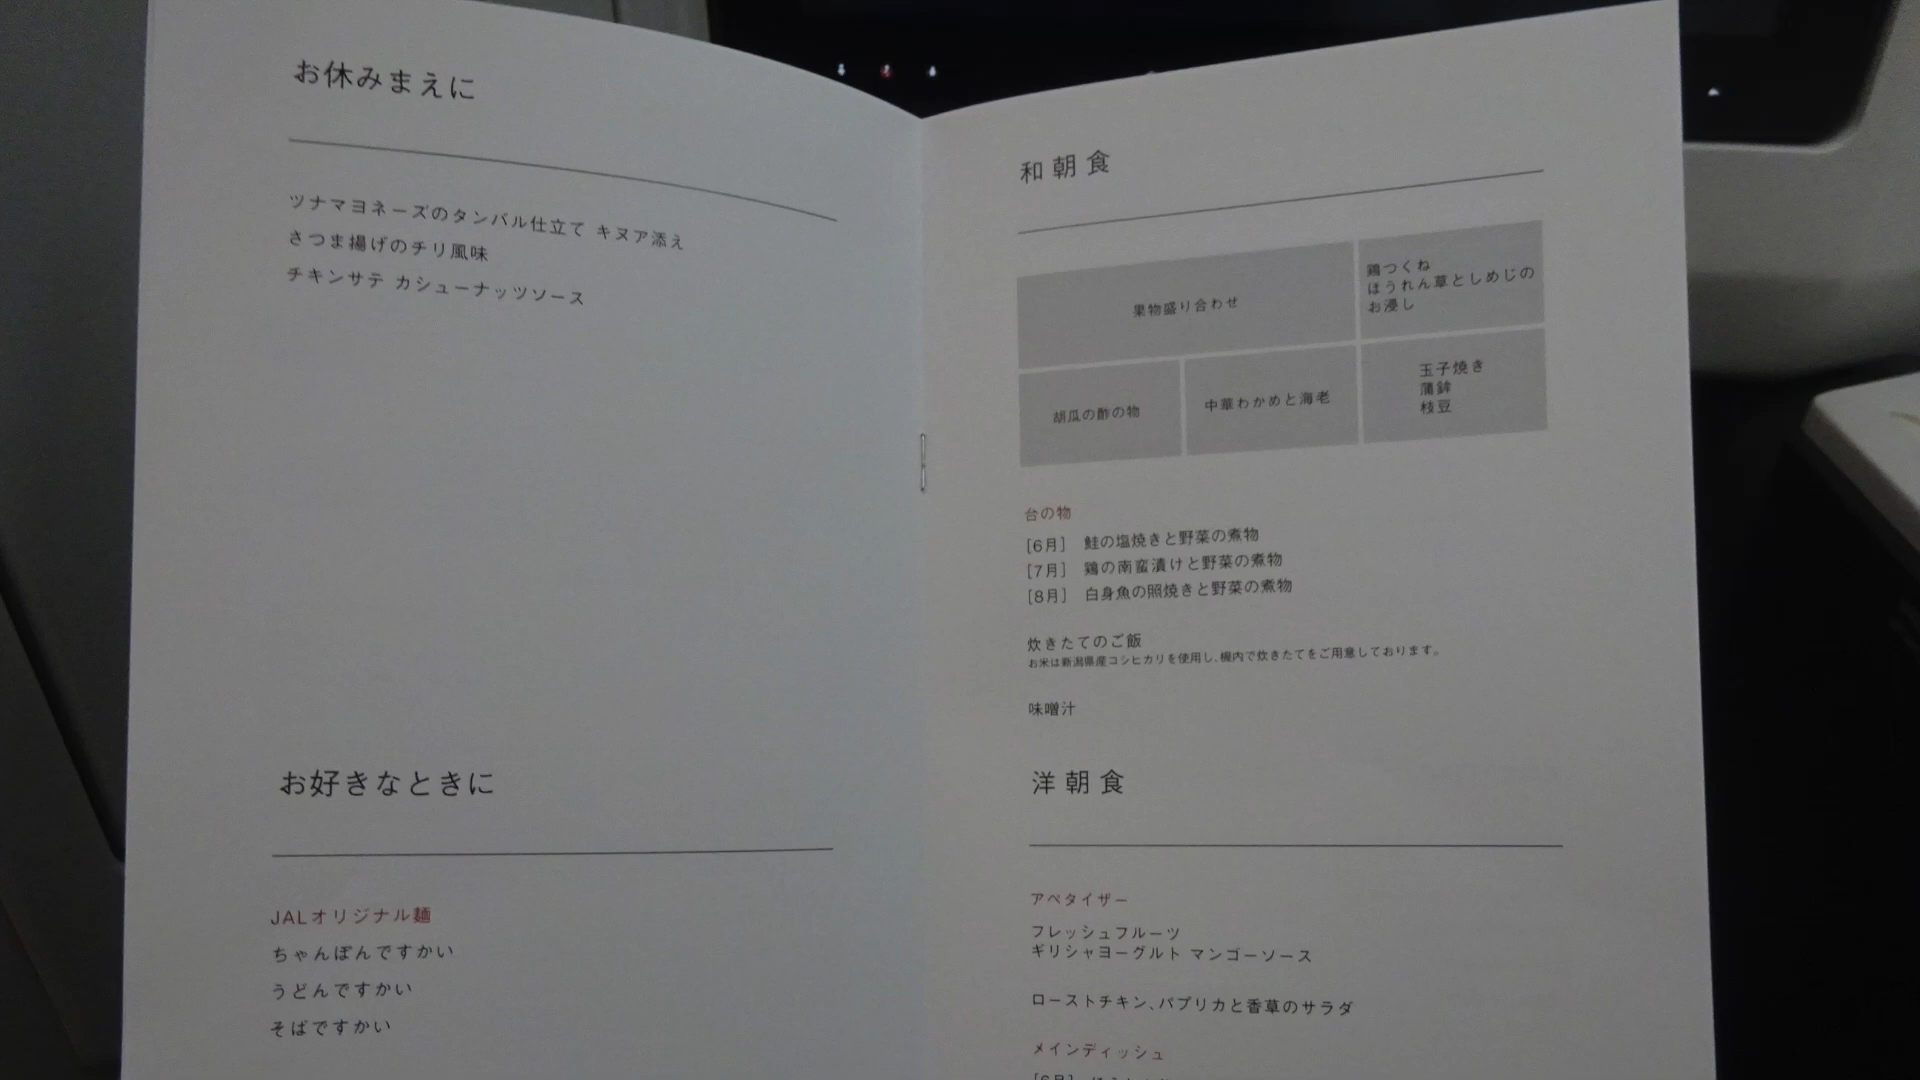 お休みまえに
ツナマヨネーズのタンバル仕立て キヌア添え
さつま揚げのチリ風味
チキンサテ カシューナッツソース
お好きなときに
JALオリジナル麺
ちゃんぽんですかい
うどんですかい
そばですかい
和朝食
果物盛り合わせ
鶏つくね
ほうれん草としめじの
お浸し
胡瓜の酢の物
中華わかめと海老
玉子焼き
蒲鉾
枝豆
台の物
[6月] 鮭の塩焼きと野菜の煮物
[7月] 鶏の南蛮漬けと野菜の煮物
[8月] 白身魚の照焼きと野菜の煮物
炊きたてのご飯
お米は新潟県産コシヒカリを使用し、機内で炊きたてをご用意しております。
味噌汁
洋朝食
アペタイザー
フレッシュフルーツ
ギリシャヨーグルト マンゴーソース
ローストチキン、パプリカと香草のサラダ
メインディッシュ
[6月]